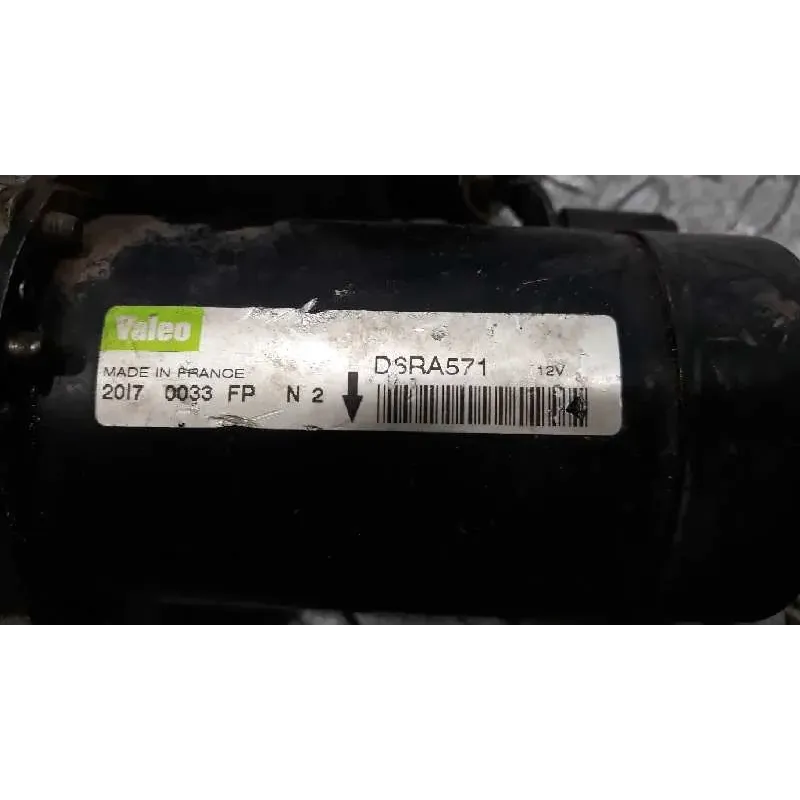 Valeo
MADE IN FRANCE
2017 0033 FP N 2
DSRA571 12V